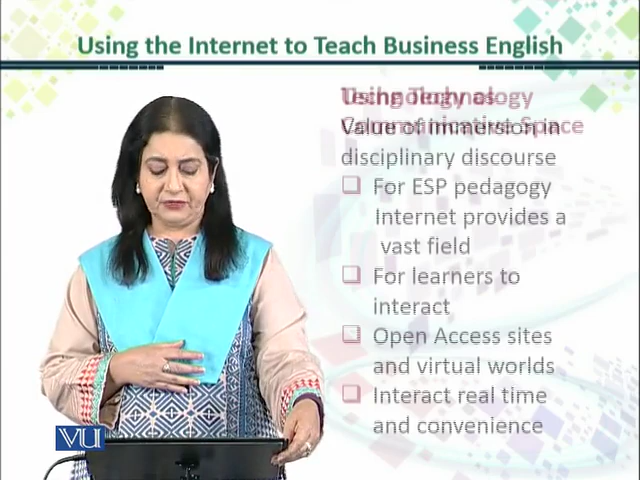 Using the Internet to Teach Business English
Value of immersion in
disciplinary discourse
❑ For ESP pedagogy
Internet provides a
vast field
❑ For learners to
interact
❑ Open Access sites
and virtual worlds
❑ Interact real time
and convenience
VU